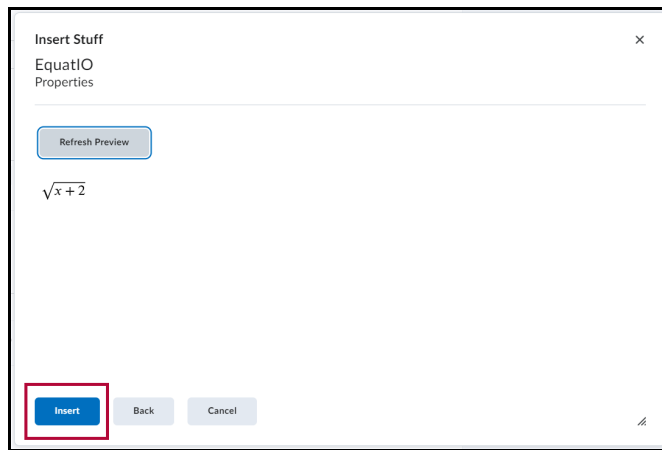 Insert Stuff
EquatIO
Properties
Refresh Preview
√x + 2
Insert Back Cancel